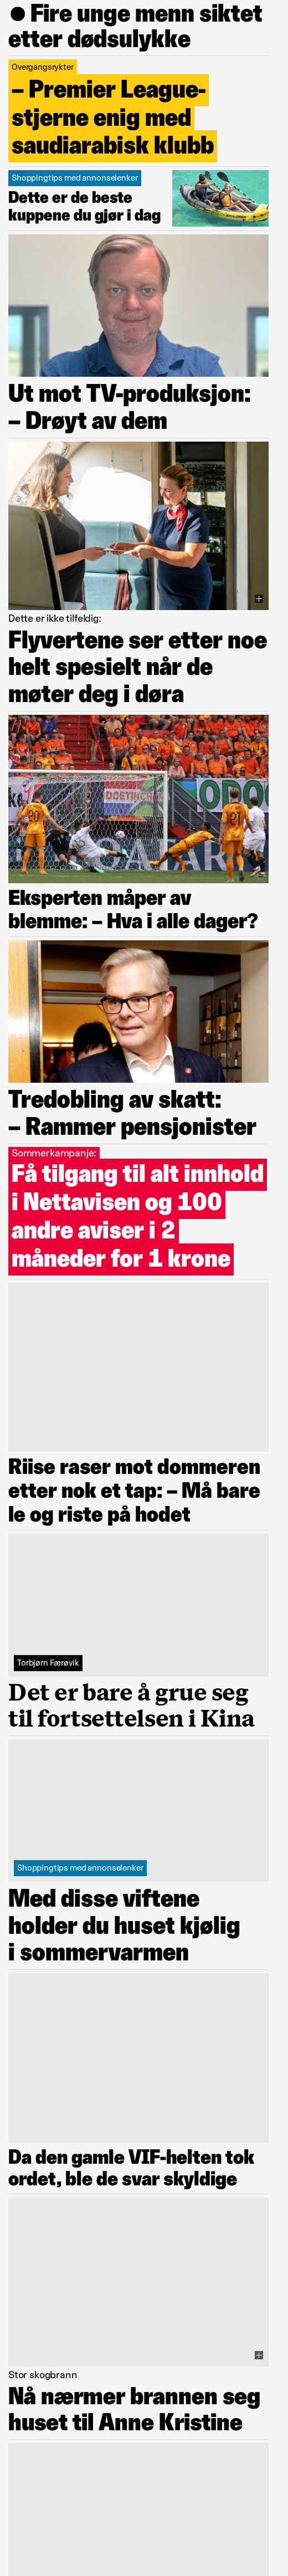 ● Fire unge menn siktet
etter dødsulykke
Overgangsrykter
– Premier League-
stjerne enig med
saudiarabisk klubb
Shoppingtips med annonselenker
Dette er de beste
kuppene du gjør i dag
Ut mot TV-produksjon:
– Drøyt av dem
Dette er ikke tilfeldig:
Flyvertene ser etter noe
helt spesielt når de
møter deg i døra
Eksperten måper av
blemme: – Hva i alle dager?
Tredobling av skatt:
– Rammer pensjonister
Sommerkampanje:
Få tilgang til alt innhold
i Nettavisen og 100
andre aviser i 2
måneder for 1 krone
Riise raser mot dommeren
etter nok et tap: – Må bare
le og riste på hodet
Torbjørn Færøvik
Det er bare å grue seg
til fortsettelsen i Kina
Shoppingtips med annonselenker
Med disse viftene
holder du huset kjølig
i sommervarmen
Da den gamle VIF-helten tok
ordet, ble de svar skyldige
Stor skogbrann
Nå nærmer brannen seg
huset til Anne Kristine